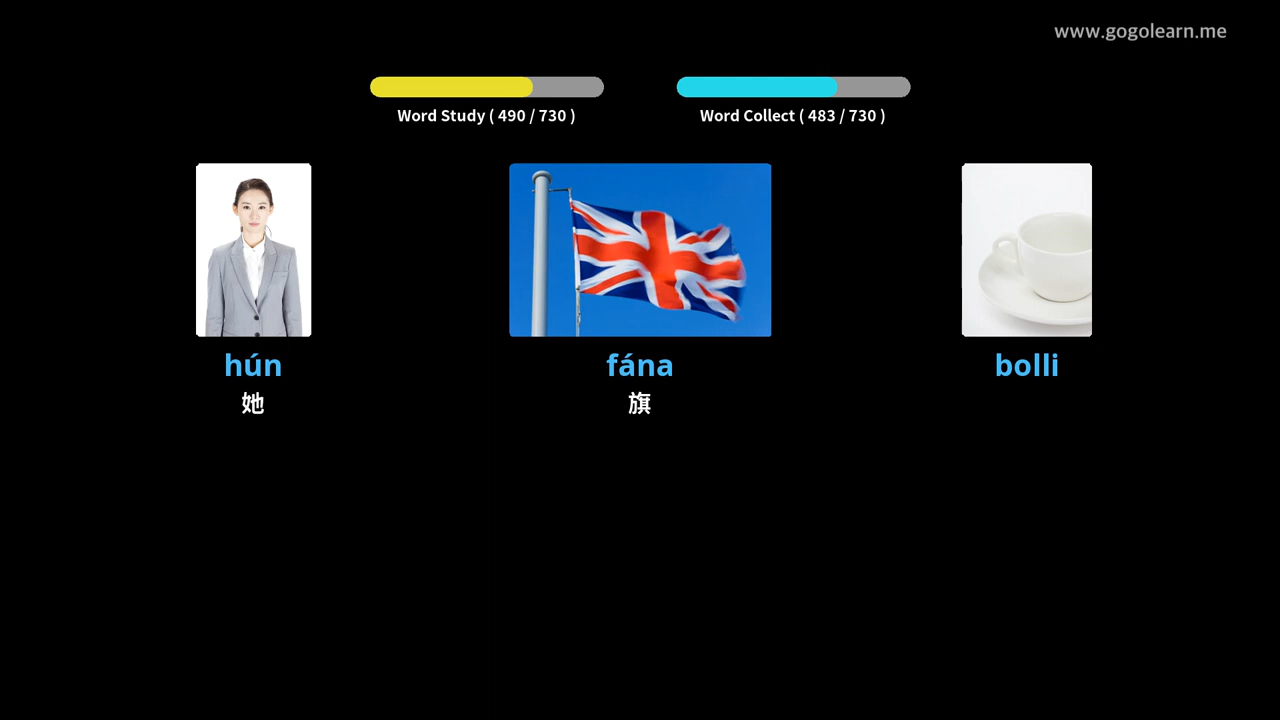 www.gogolearn.me
Word Study ( 490 / 730 )
Word Collect ( 483 / 730 )
hún
她
fána
旗
bolli